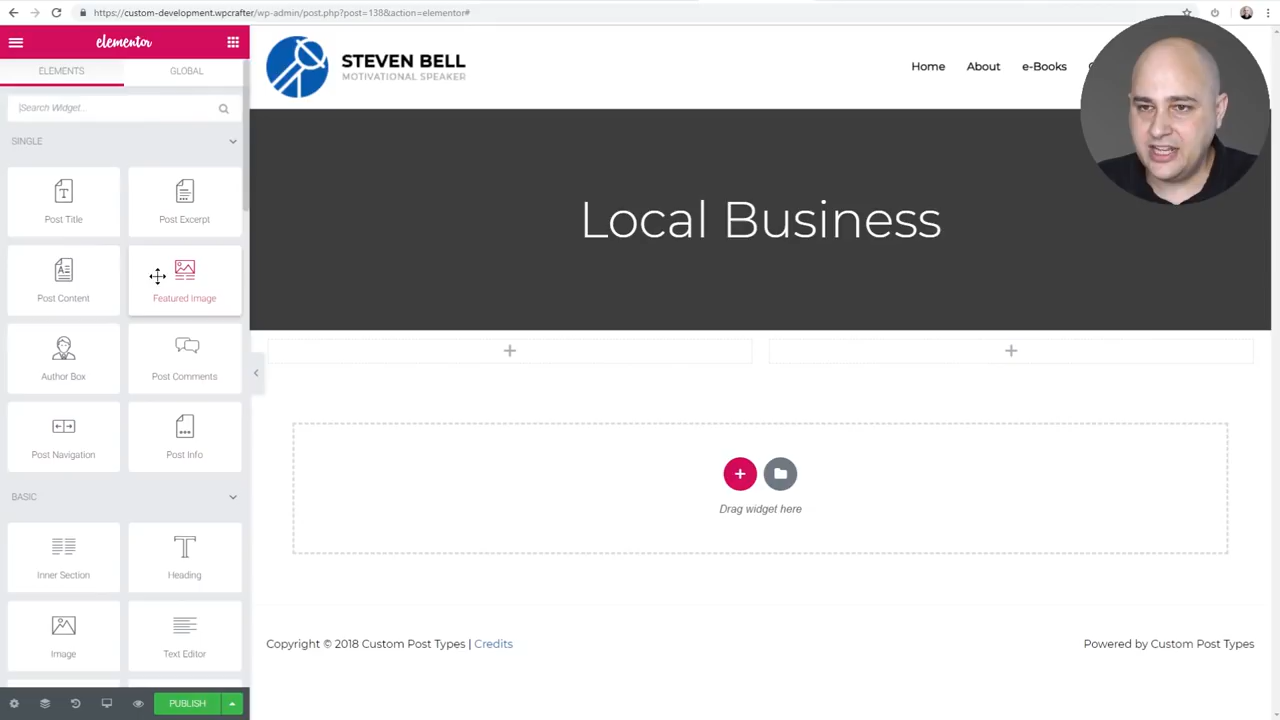 https://custom-development.wpcrafter/wp-admin/post.php?post=138&action=elementor#
elementor
ELEMENTS
GLOBAL
Search Widget...
SINGLE
Post Title
Post Excerpt
Post Content
Featured Image
Author Box
Post Comments
Post Navigation
Post Info
BASIC
Inner Section
Heading
Image
Text Editor
PUBLISH
STEVEN BELL
MOTIVATIONAL SPEAKER
Home
About
e-Books
Local Business
Drag widget here
Copyright © 2018 Custom Post Types | Credits
Powered by Custom Post Types